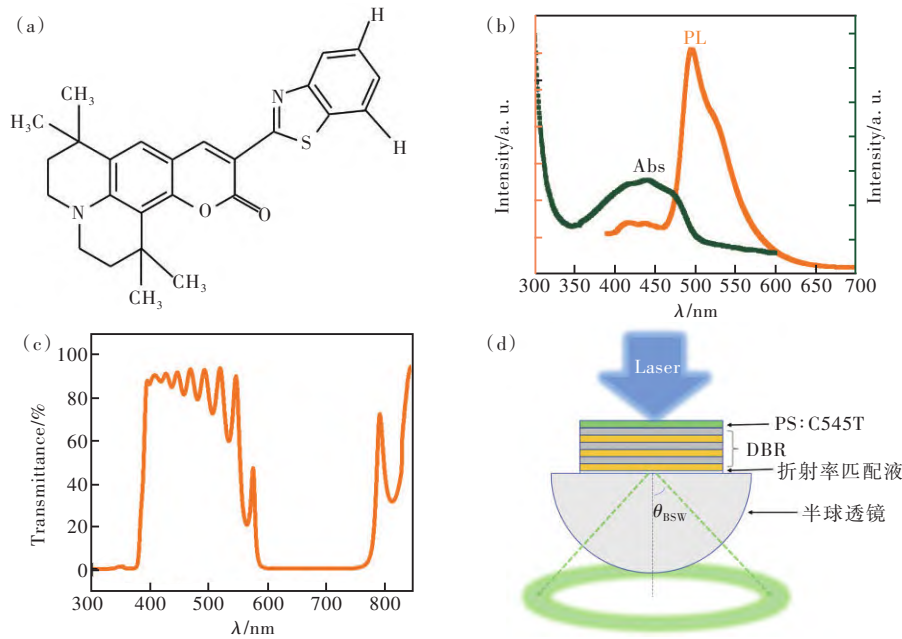 (a)
H
CH₃
H₃C
N
S
H
N
O
O
CH₃
CH₃
(b)
PL
Abs
Intensity/a. u.
Intensity/a. u.
300 350 400 450 500 550 600 700
λ/nm
(c)
100
80
60
40
20
0
Transmittance/%
300 400 500 600 700 800
λ/nm
(d)
Laser
PS:C545T
DBR
折射率匹配液
θBSW
半球透镜